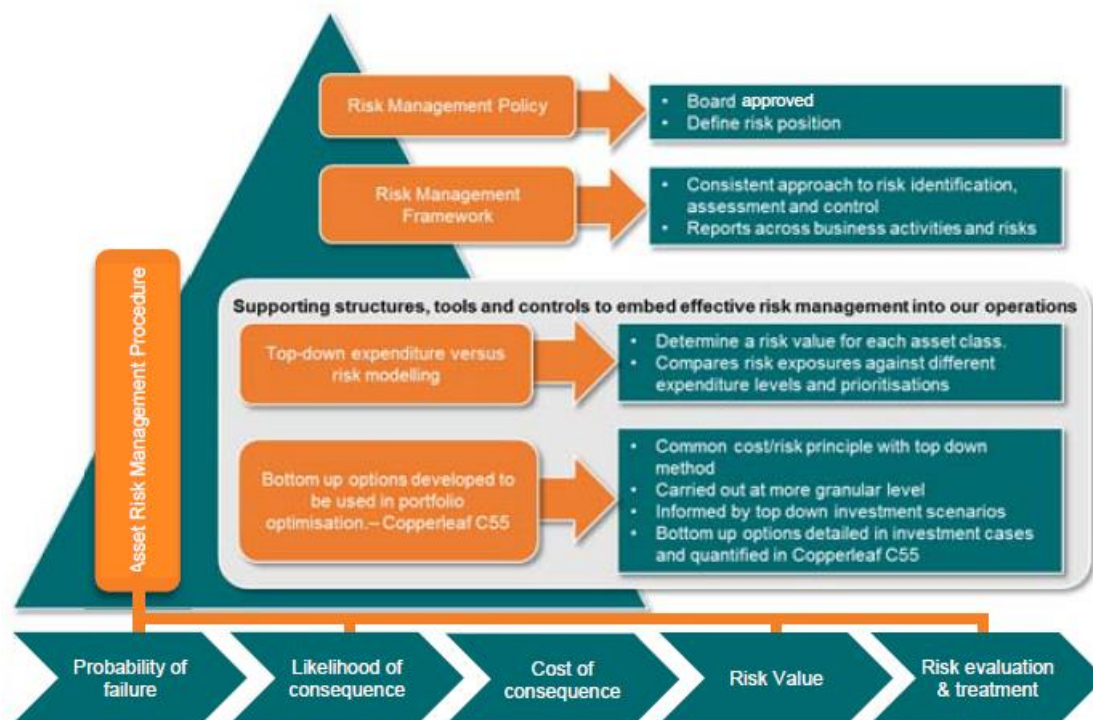 Risk Management Policy
• Board approved
• Define risk position
Risk Management
Framework
• Consistent approach to risk identification,
assessment and control
• Reports across business activities and risks
Asset Risk Management Procedure
Supporting structures, tools and controls to embed effective risk management into our operations
Top-down expenditure versus
risk modelling
• Determine a risk value for each asset class.
• Compares risk exposures against different
expenditure levels and prioritisations
Bottom up options developed to
be used in portfolio
optimisation.– Copperleaf C55
• Common cost/risk principle with top down
method
• Carried out at more granular level
• Informed by top down investment scenarios
• Bottom up options detailed in investment cases
and quantified in Copperleaf C55
Probability of
failure
Likelihood of
consequence
Cost of
consequence
Risk Value
Risk evaluation
& treatment